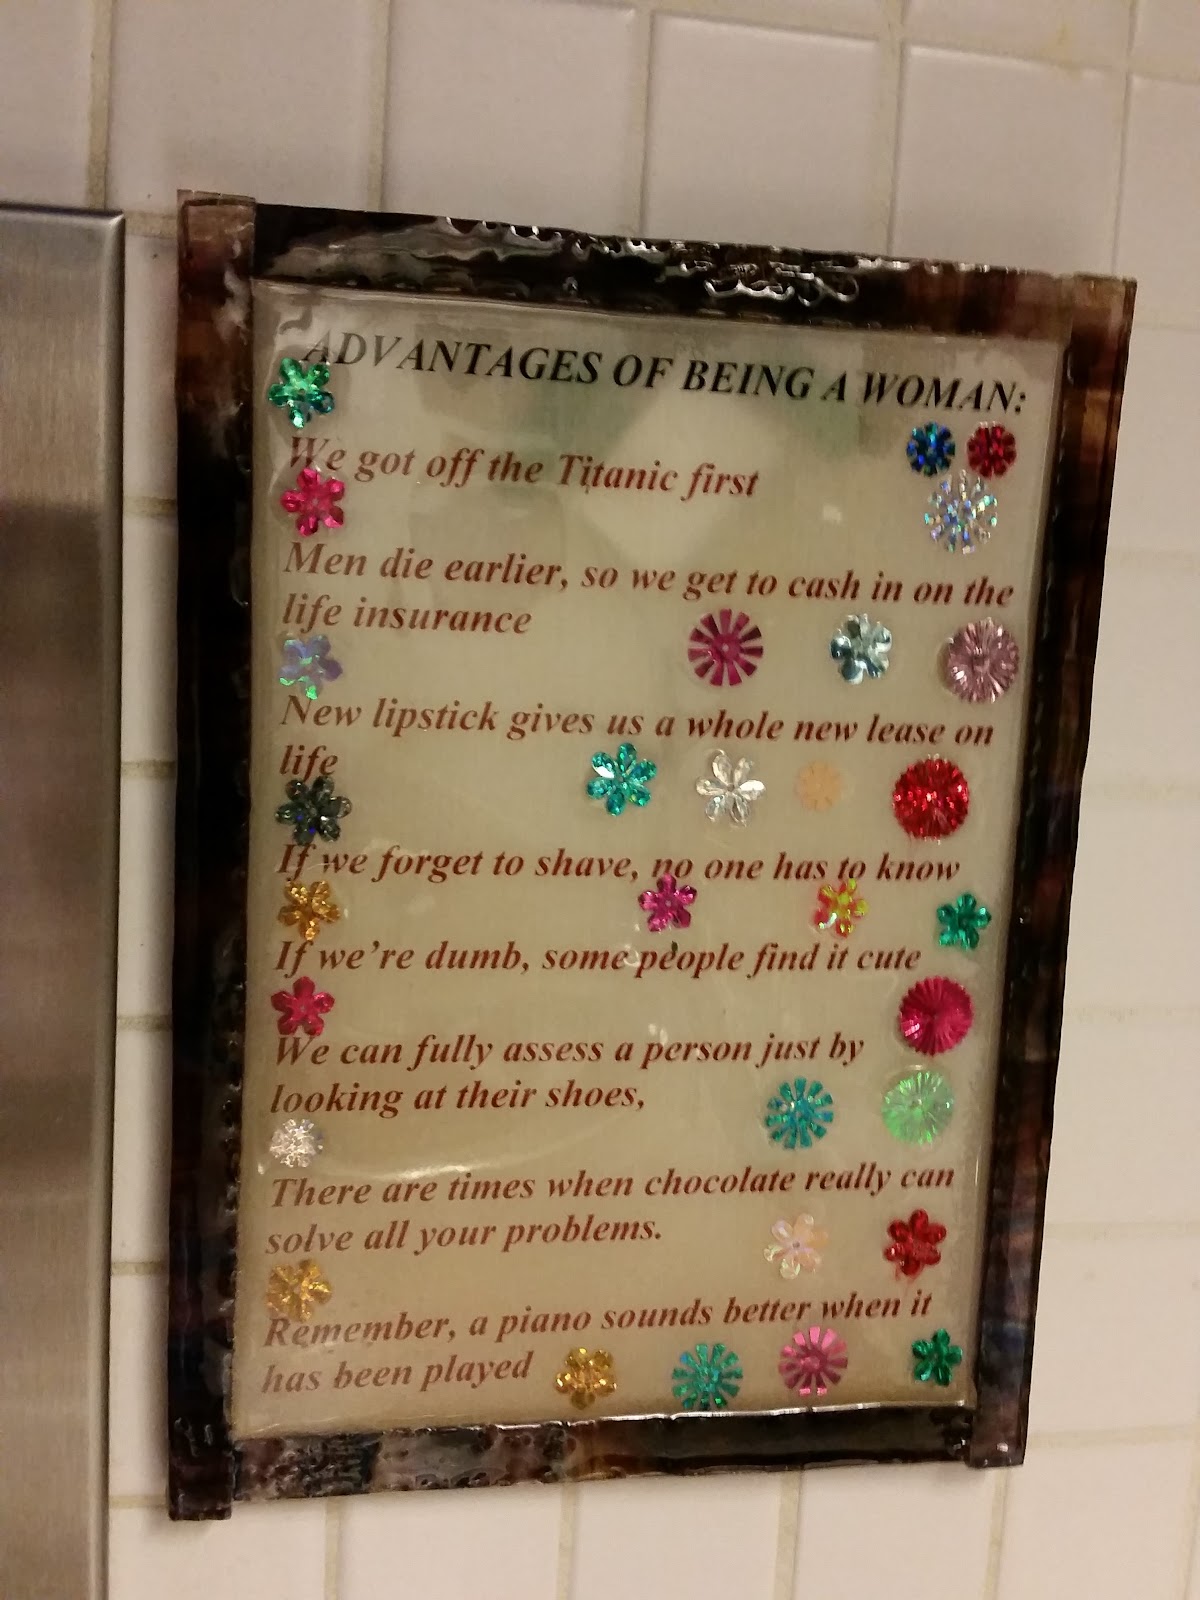 ADVANTAGES OF BEING A WOMAN:
We got off the Titanic first
Men die earlier, so we get to cash in on the
life insurance
New lipstick gives us a whole new lease on
life
If we forget to shave, no one has to know
If we're dumb, some people find it cute
We can fully assess a person just by
looking at their shoes,
There are times when chocolate really can
solve all your problems.
Remember, a piano sounds better when it
has been played